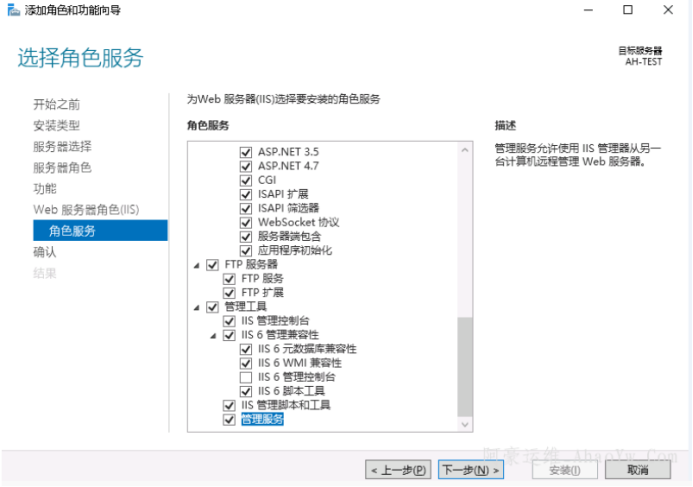 添加角色和功能向导
选择角色服务
目标服务器
AH-TEST
开始之前
安装类型
服务器选择
服务器角色
功能
Web 服务器角色(IIS)
角色服务
确认
结果
为Web 服务器(IIS)选择要安装的角色服务
角色服务
ASP.NET 3.5
ASP.NET 4.7
CGI
ISAPI 扩展
ISAPI 筛选器
WebSocket 协议
服务器端包含
应用程序初始化
FTP 服务器
FTP 服务
FTP 扩展
管理工具
IIS 管理控制台
IIS 6 管理兼容性
IIS 6 元数据库兼容性
IIS 6 WMI 兼容性
IIS 6 管理控制台
IIS 6 脚本工具
IIS 管理脚本和工具
管理服务
描述
管理服务允许使用 IIS 管理器从另一
台计算机远程管理 Web 服务器。
阿豪运维 AhaoYw.Com
< 上一步(P)
下一步(N) >
安装(I)
取消